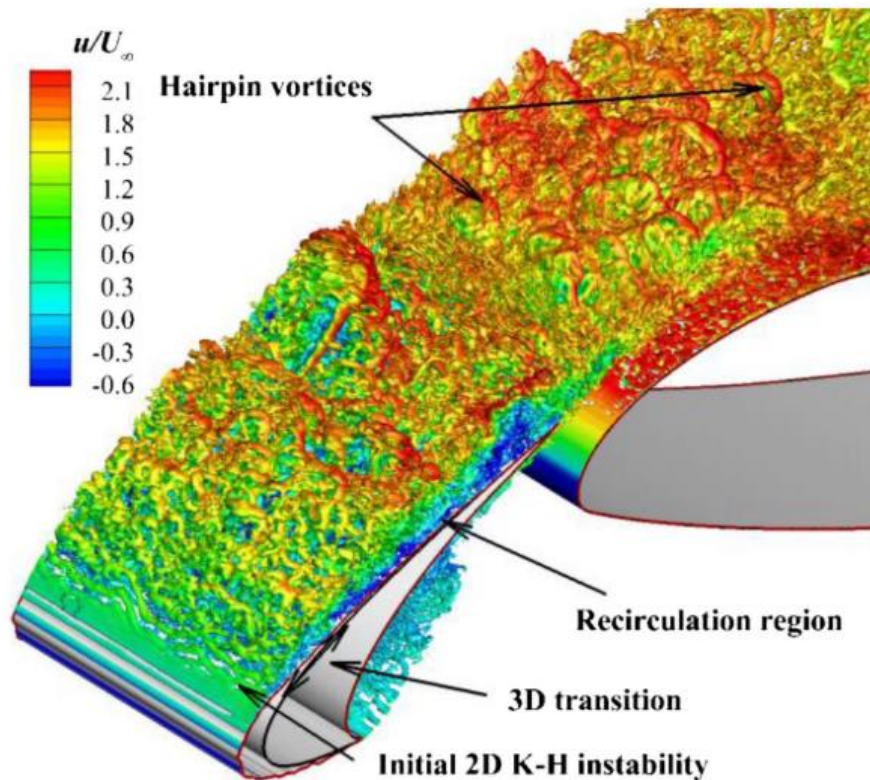 u/U∞
2.1
1.8
1.5
1.2
0.9
0.6
0.3
0.0
-0.3
-0.6
Hairpin vortices
Recirculation region
3D transition
Initial 2D K-H instability